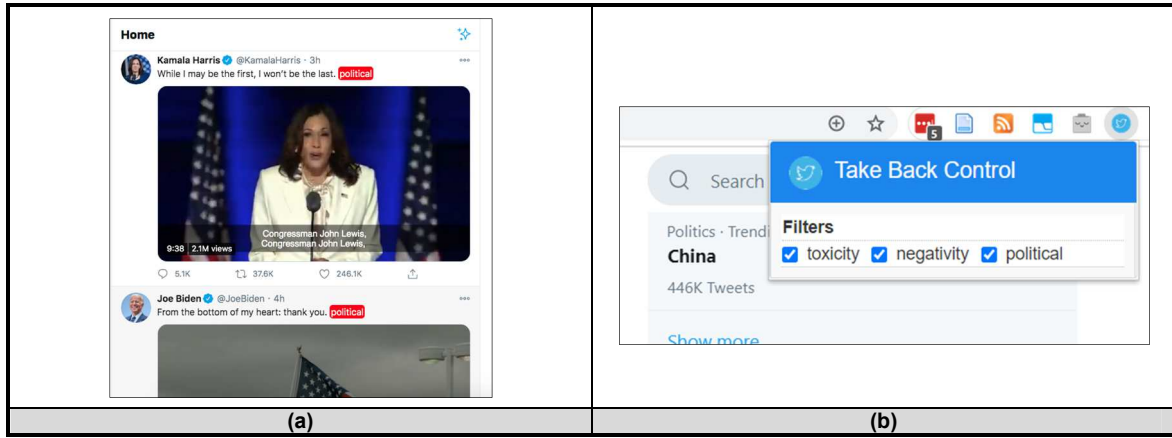 Home
Kamala Harris @KamalaHarris · 3h
While I may be the first, I won't be the last. political
Congressman John Lewis,
Congressman John Lewis,
9:38 2.1M views
5.1K 37.6K 246.1K
Joe Biden @JoeBiden · 4h
From the bottom of my heart: thank you. political
(a)
5
Take Back Control
Search
Filters
toxicity negativity political
Politics · Trendi
China
446K Tweets
Show more
(b)